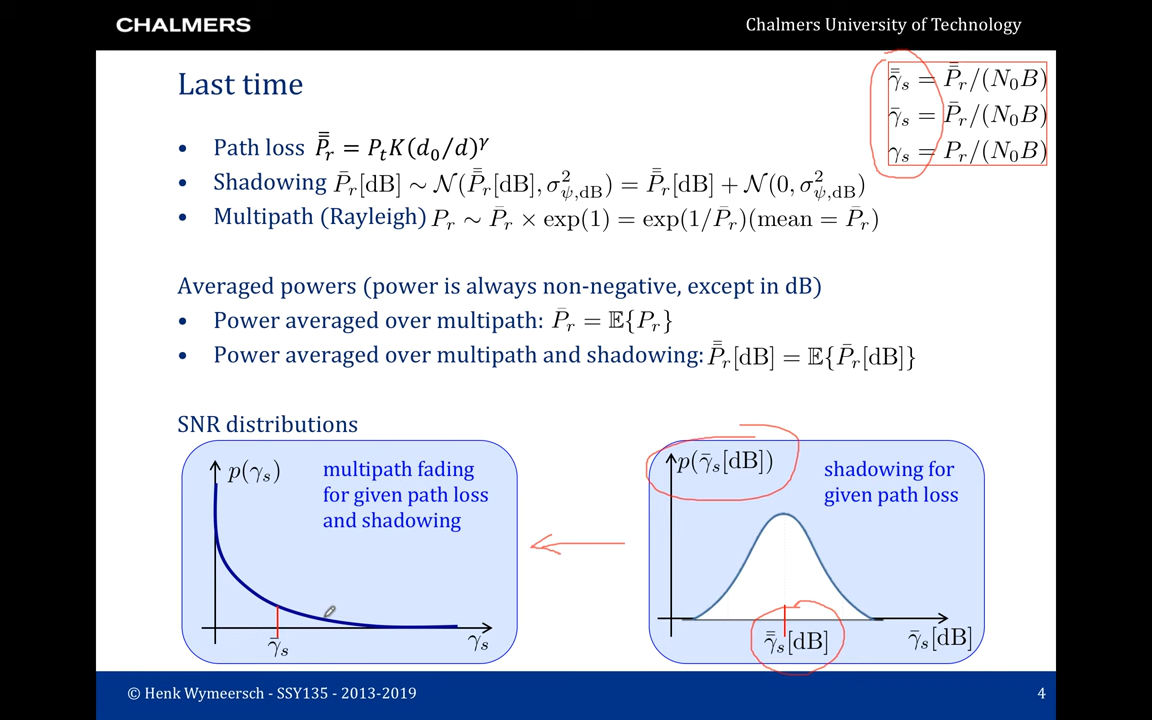 CHALMERS
Chalmers University of Technology
Last time
γ̿ₛ = P̿ᵣ/(N₀B)
γ̄ₛ = P̄ᵣ/(N₀B)
γₛ = Pᵣ/(N₀B)
• Path loss P̿ᵣ = PₜK(d₀/d)^γ
• Shadowing P̄ᵣ[dB] ∼ 𝒩(P̿ᵣ[dB], σ²_ψ,dB) = P̿ᵣ[dB] + 𝒩(0, σ²_ψ,dB)
• Multipath (Rayleigh) Pᵣ ∼ P̄ᵣ × exp(1) = exp(1/P̄ᵣ)(mean = P̄ᵣ)
Averaged powers (power is always non-negative, except in dB)
• Power averaged over multipath: P̄ᵣ = 𝔼{Pᵣ}
• Power averaged over multipath and shadowing: P̿ᵣ[dB] = 𝔼{P̄ᵣ[dB]}
SNR distributions
p(γₛ)
multipath fading
for given path loss
and shadowing
γ̄ₛ
γₛ
p(γ̄ₛ[dB])
shadowing for
given path loss
γ̿ₛ[dB]
γ̄ₛ[dB]
© Henk Wymeersch - SSY135 - 2013-2019
4